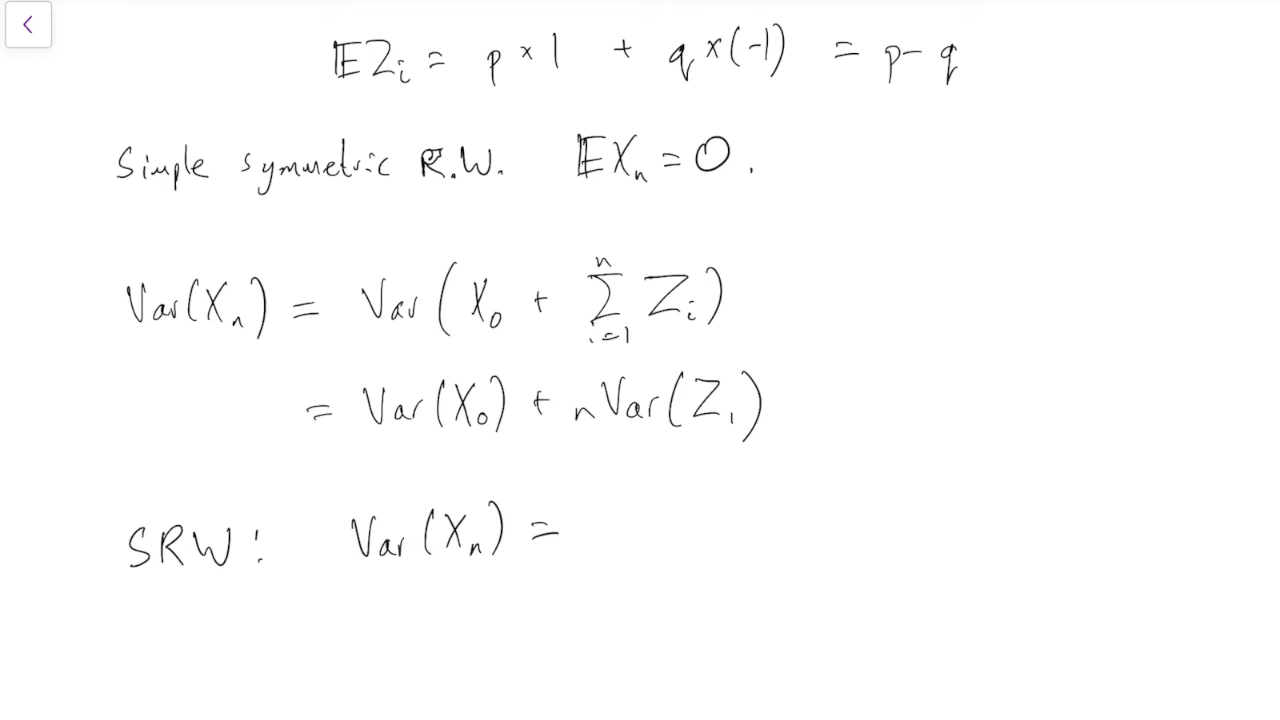 𝔼Z_i = p × 1 + q × (-1) = p - q
Simple symmetric R.W. 𝔼X_n = 0.
Var(X_n) = Var(X_0 + ∑_{i=1}^{n} Z_i)
= Var(X_0) + nVar(Z_1)
SRW: Var(X_n) =